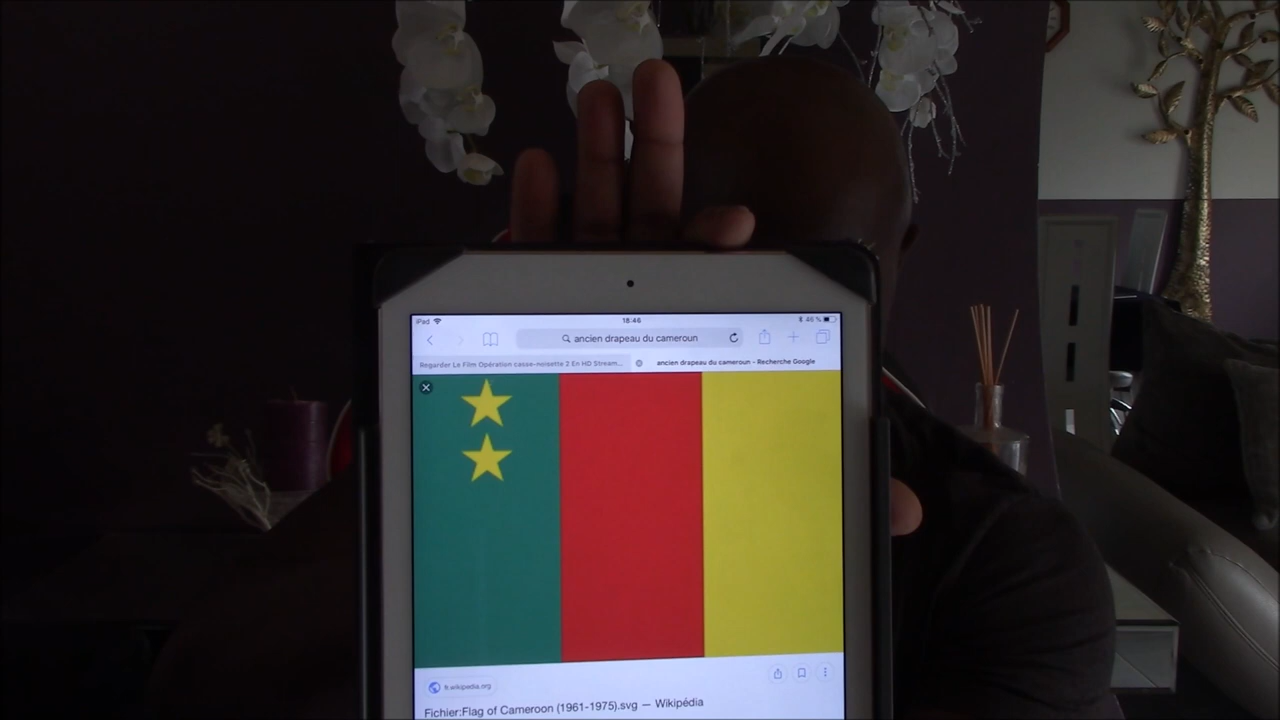 iPad 18:46 46 %
ancien drapeau du cameroun
Regarder Le Film Opération casse-noisette 2 En HD Stream... ancien drapeau du cameroun - Recherche Google
fr.wikipedia.org
Fichier:Flag of Cameroon (1961-1975).svg — Wikipédia